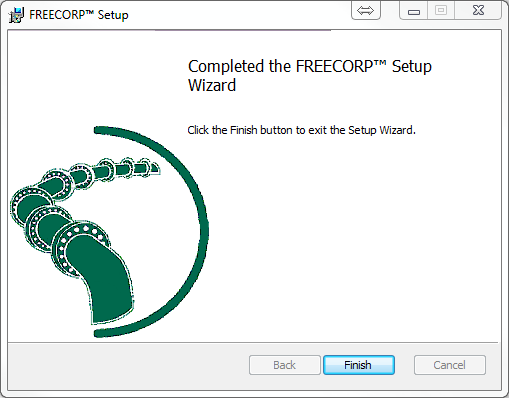 FREECORP™ Setup
Completed the FREECORP™ Setup
Wizard
Click the Finish button to exit the Setup Wizard.
Back
Finish
Cancel